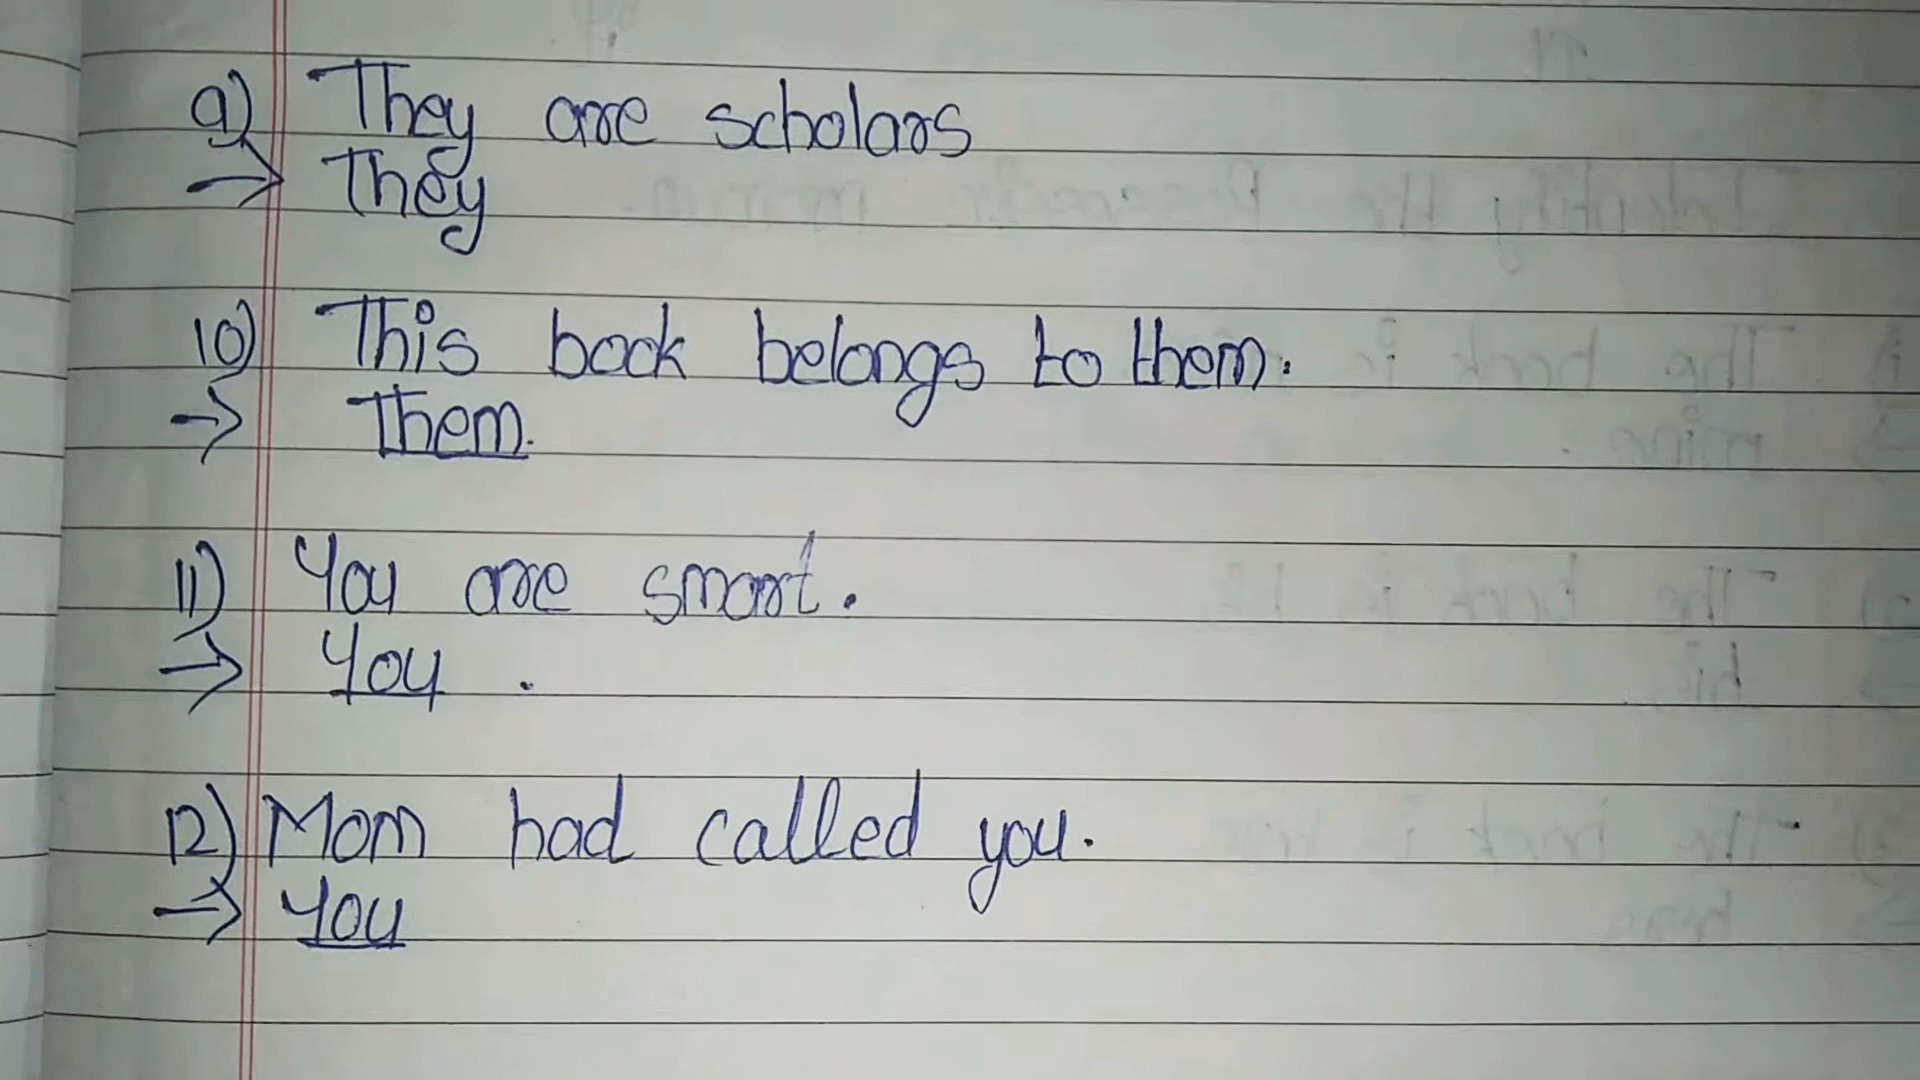 9) They are scholars
→ They
10) This book belongs to them.
→ Them.
11) You are smart.
→ You .
12) Mom had called you.
→ You